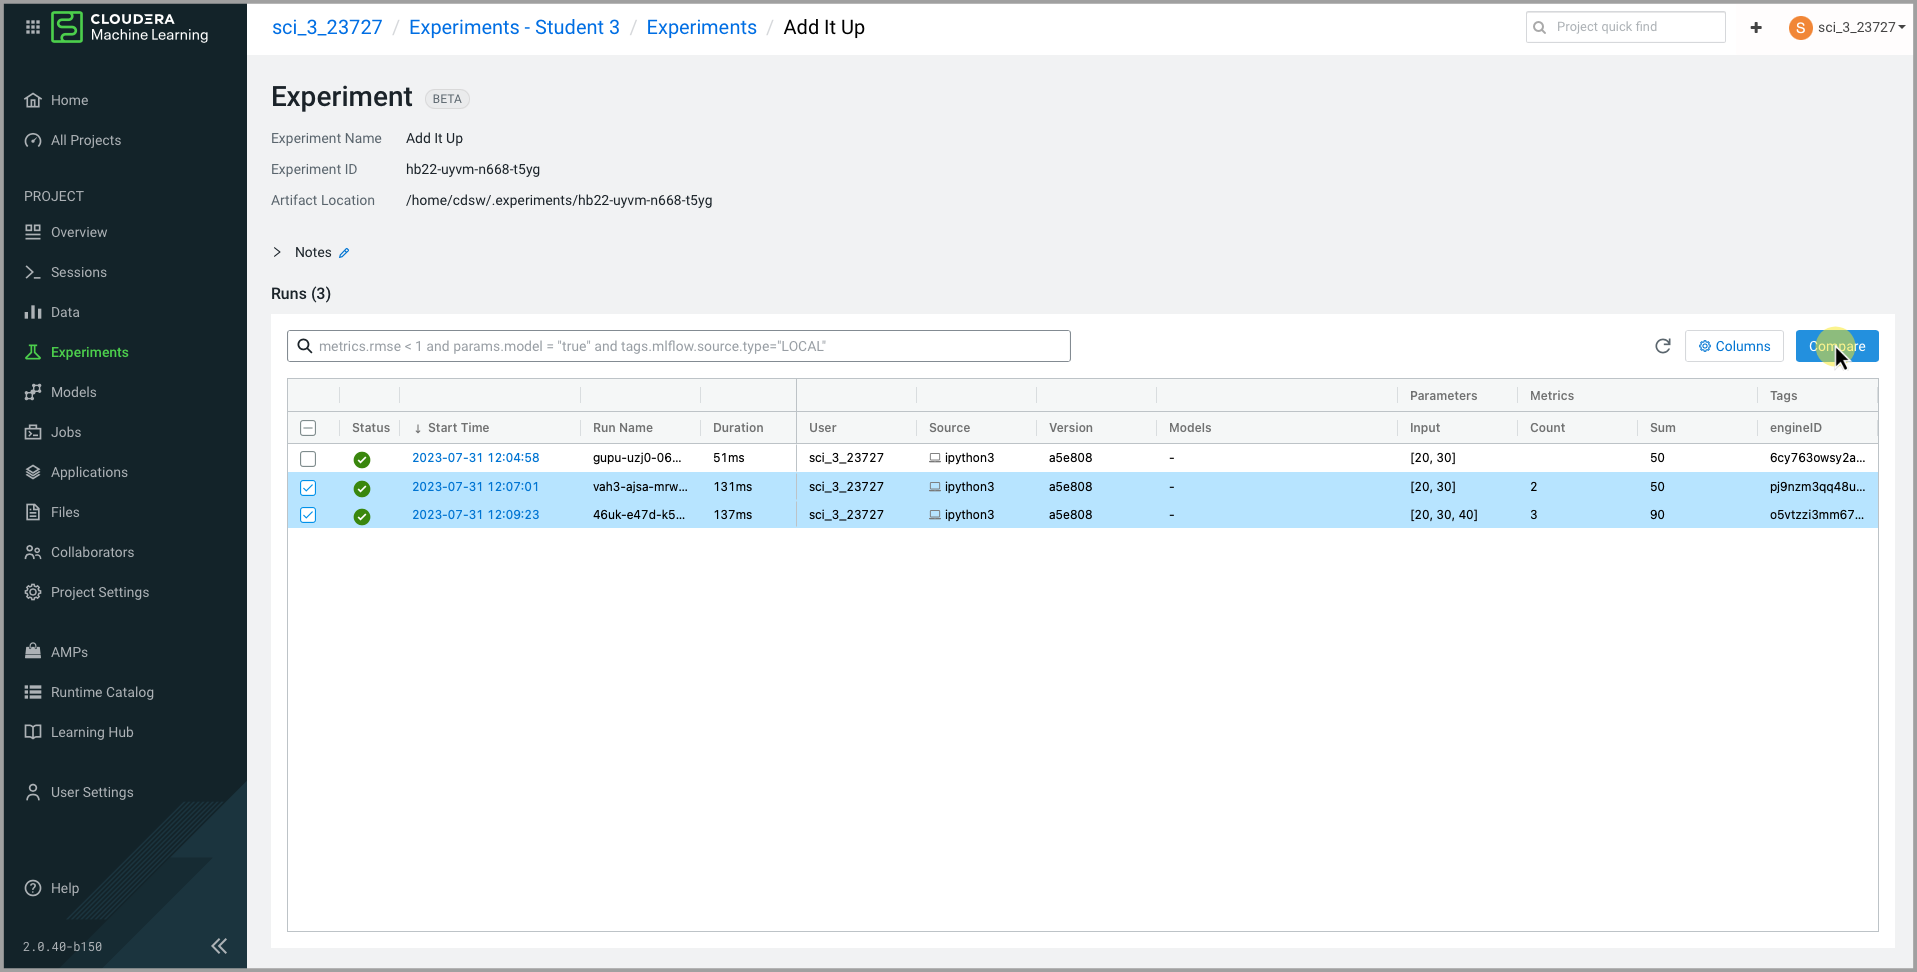 CLOUDERA
Machine Learning
sci_3_23727 / Experiments - Student 3 / Experiments / Add It Up
Project quick find
+
S sci_3_23727
Home
All Projects
PROJECT
Overview
Sessions
Data
Experiments
Models
Jobs
Applications
Files
Collaborators
Project Settings
AMPs
Runtime Catalog
Learning Hub
User Settings
Help
2.0.40-b150
Experiment BETA
Experiment Name Add It Up
Experiment ID hb22-uyvm-n668-t5yg
Artifact Location /home/cdsw/.experiments/hb22-uyvm-n668-t5yg
Notes
Runs (3)
metrics.rmse < 1 and params.model = "true" and tags.mlflow.source.type="LOCAL"
Columns
Compare
Parameters Metrics Tags
Status ↓ Start Time Run Name Duration User Source Version Models Input Count Sum engineID
2023-07-31 12:04:58 gupu-uzj0-06... 51ms sci_3_23727 ipython3 a5e808 - [20, 30] 50 6cy763owsy2a...
2023-07-31 12:07:01 vah3-ajsa-mrw... 131ms sci_3_23727 ipython3 a5e808 - [20, 30] 2 50 pj9nzm3qq48u...
2023-07-31 12:09:23 46uk-e47d-k5... 137ms sci_3_23727 ipython3 a5e808 - [20, 30, 40] 3 90 o5vtzzi3mm67...